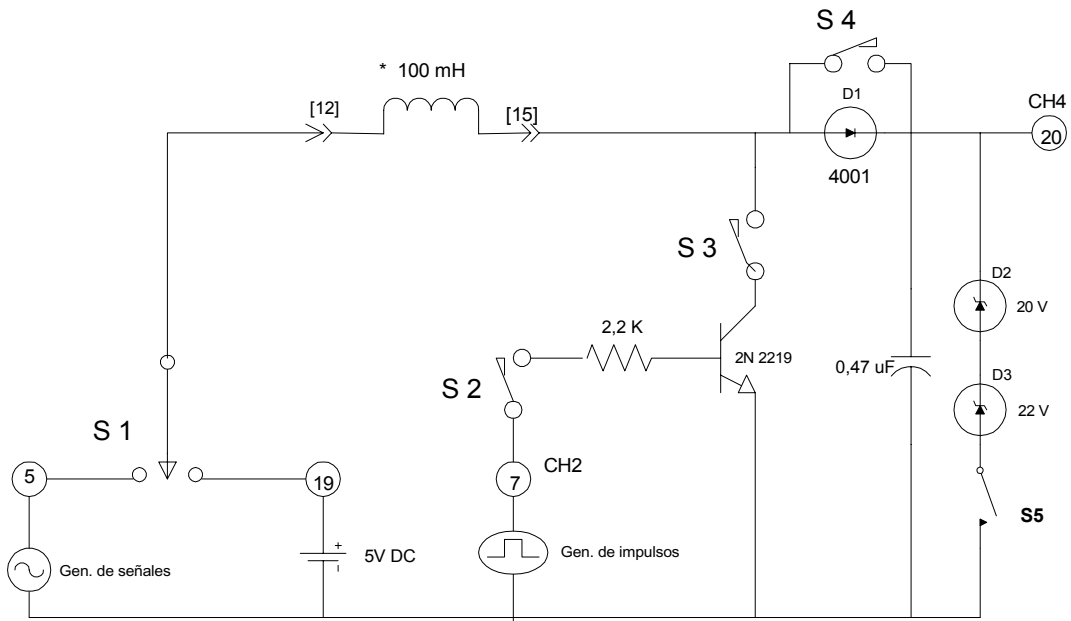 S 4
* 100 mH
D1
CH4
[12]
[15]
20
4001
S 3
D2
20 V
2,2 K
2N 2219
0,47 uF
D3
22 V
S 2
S 1
5
19
CH2
7
S5
Gen. de señales
+
-
5V DC
Gen. de impulsos